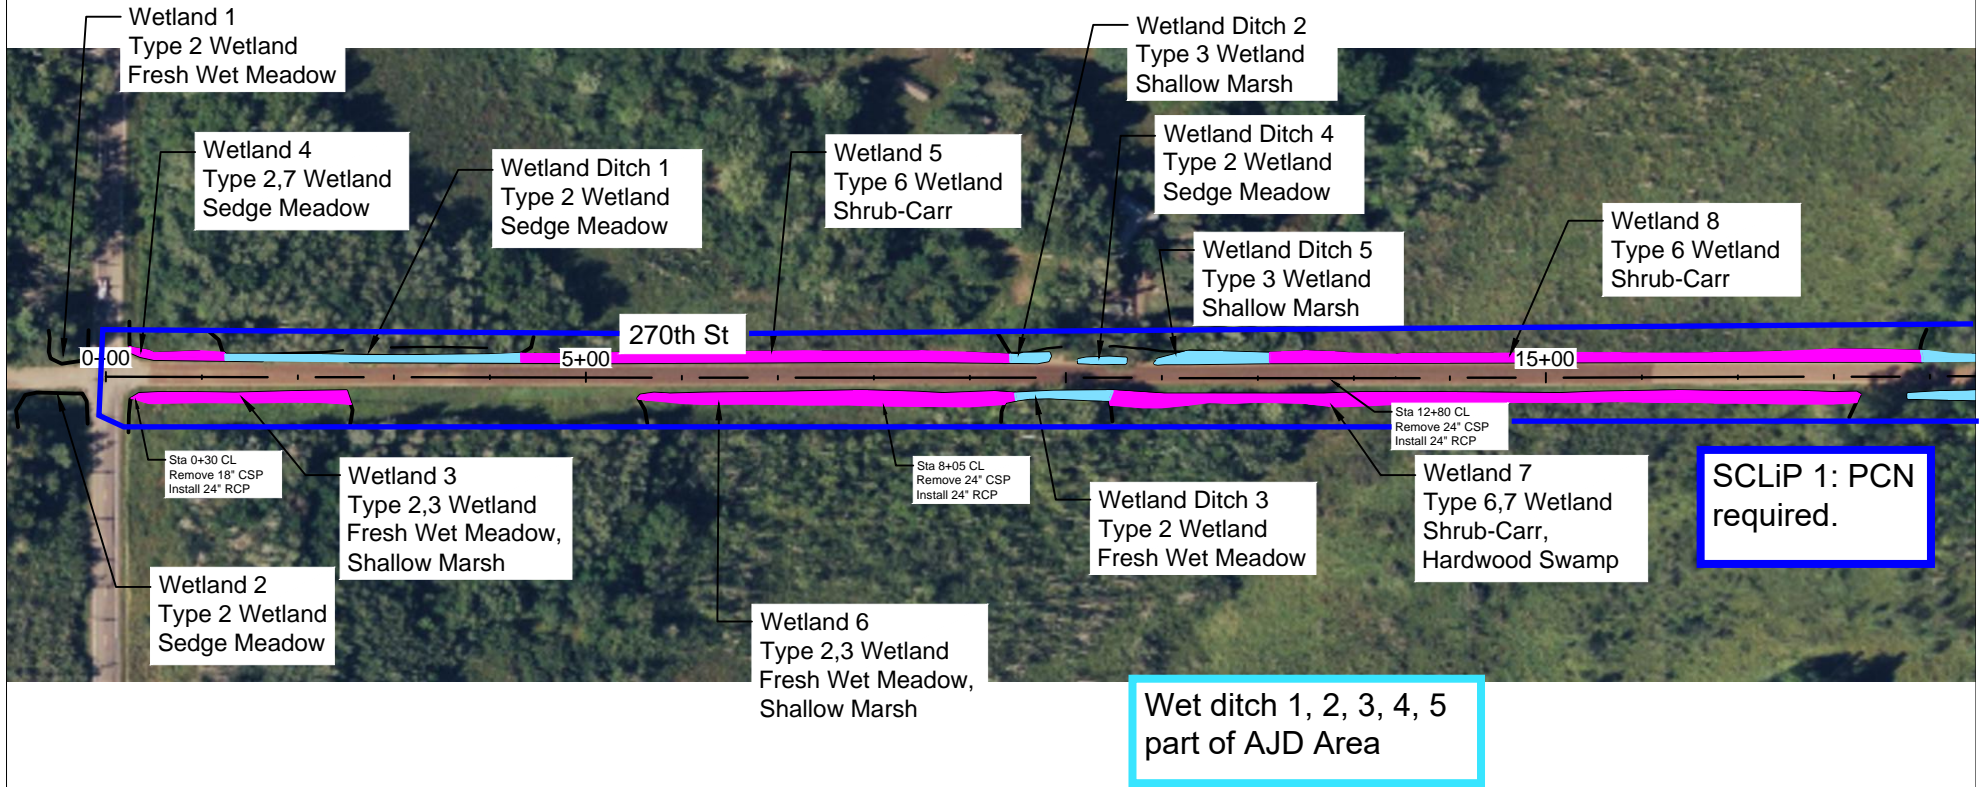 Wetland 1
Type 2 Wetland
Fresh Wet Meadow
Wetland Ditch 2
Type 3 Wetland
Shallow Marsh
Wetland 4
Type 2,7 Wetland
Sedge Meadow
Wetland Ditch 1
Type 2 Wetland
Sedge Meadow
Wetland 5
Type 6 Wetland
Shrub-Carr
Wetland Ditch 4
Type 2 Wetland
Sedge Meadow
Wetland Ditch 5
Type 3 Wetland
Shallow Marsh
Wetland 8
Type 6 Wetland
Shrub-Carr
270th St
0+00
5+00
15+00
Sta 0+30 CL
Remove 18" CSP
Install 24" RCP
Wetland 3
Type 2,3 Wetland
Fresh Wet Meadow,
Shallow Marsh
Sta 8+05 CL
Remove 24" CSP
Install 24" RCP
Wetland Ditch 3
Type 2 Wetland
Fresh Wet Meadow
Sta 12+80 CL
Remove 24" CSP
Install 24" RCP
Wetland 7
Type 6,7 Wetland
Shrub-Carr,
Hardwood Swamp
SCLiP 1: PCN
required.
Wetland 2
Type 2 Wetland
Sedge Meadow
Wetland 6
Type 2,3 Wetland
Fresh Wet Meadow,
Shallow Marsh
Wet ditch 1, 2, 3, 4, 5
part of AJD Area